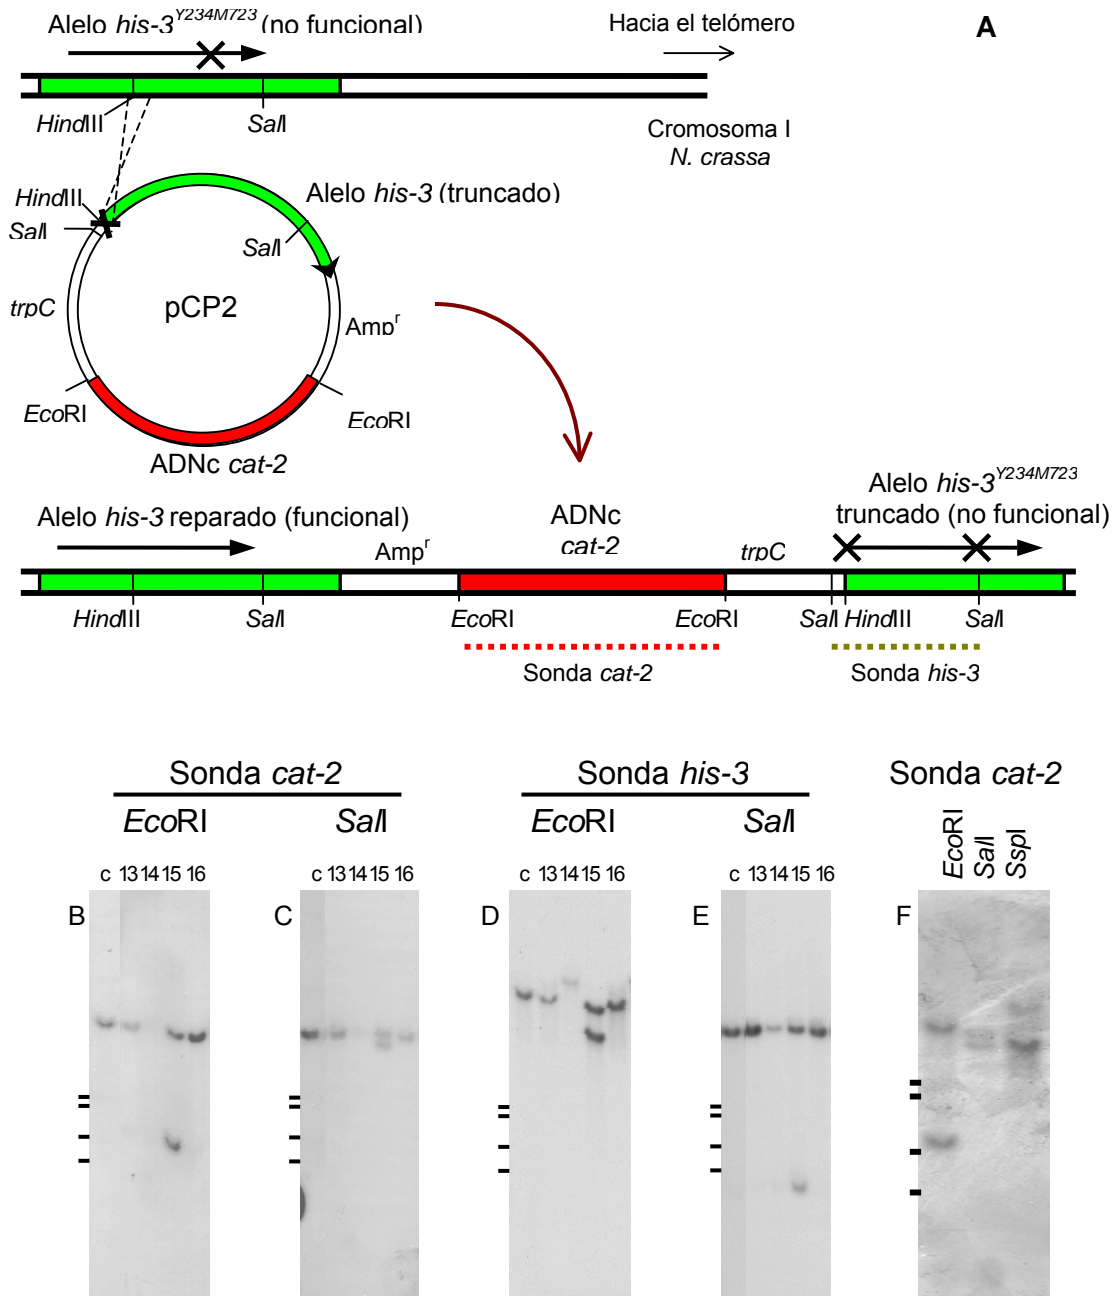 Alelo his-3Y234M723 (no funcional)
Hacia el telómero
A
HindIII
SalI
Cromosoma I
N. crassa
HindIII
SalI
Alelo his-3 (truncado)
SalI
trpC
pCP2
Ampr
EcoRI
EcoRI
ADNc cat-2
Alelo his-3 reparado (funcional)
Ampr
ADNc
cat-2
trpC
Alelo his-3Y234M723
truncado (no funcional)
HindIII SalI EcoRI EcoRI SalI HindIII SalI
Sonda cat-2
Sonda his-3
Sonda cat-2 Sonda his-3 Sonda cat-2
EcoRI SalI EcoRI SalI EcoRI SalI SspI
c 13 14 15 16 c 13 14 15 16 c 13 14 15 16 c 13 14 15 16
B C D E F